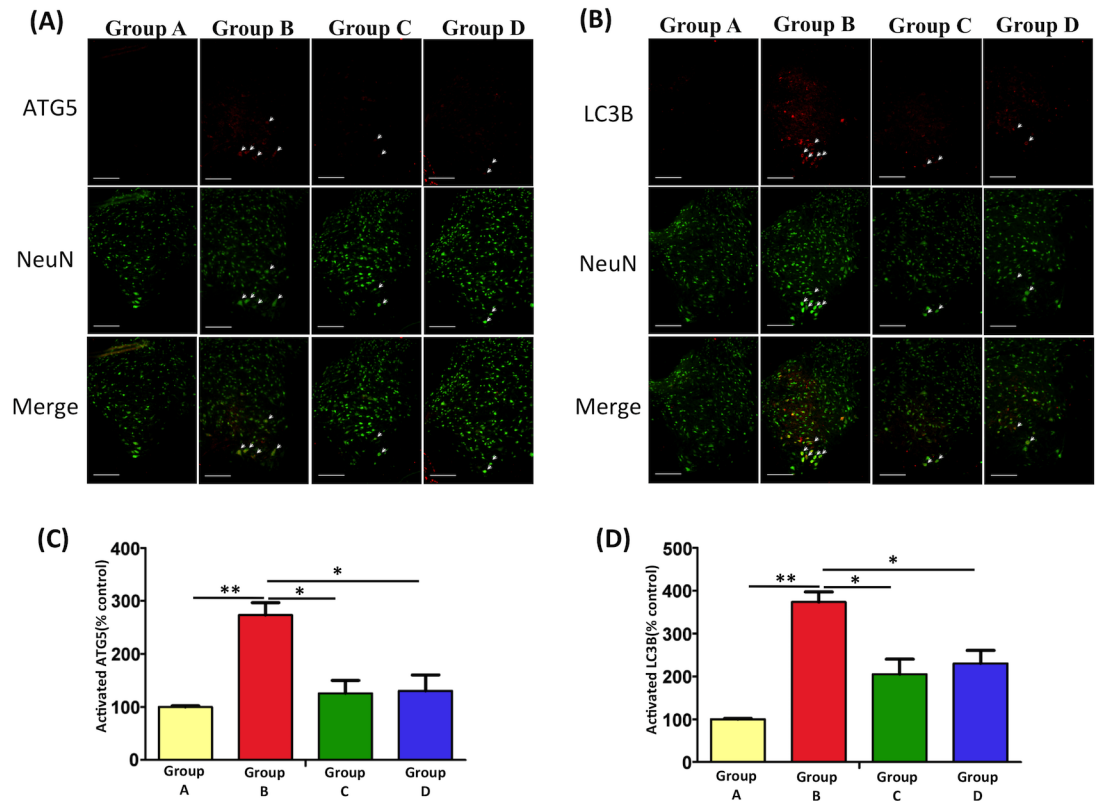 (A)
Group A Group B Group C Group D
ATG5
NeuN
Merge
(B)
Group A Group B Group C Group D
LC3B
NeuN
Merge
(C)
Activated ATG5(% control)
400
300
200
100
0
** * *
Group A
Group B
Group C
Group D
(D)
Activated LC3B(% control)
500
400
300
200
100
0
** * *
Group A
Group B
Group C
Group D